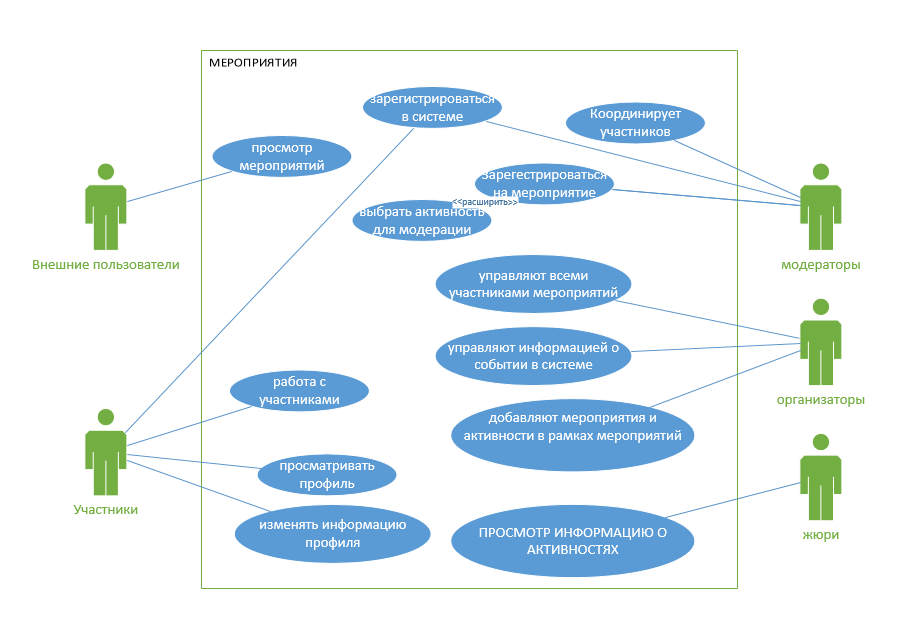 МЕРОПРИЯТИЯ
зарегистрироваться
в системе
Координирует
участников
просмотр
мероприятий
Зарегестрироваться
на мероприятие
<<расширить>>
выбрать активность
для модерации
Внешние пользователи
модераторы
управляют всеми
участниками мероприятий
управляют информацией о
событии в системе
работа с
участниками
организаторы
добавляют мероприятия и
активности в рамках мероприятий
просматривать
профиль
Участники
изменять информацию
профиля
ПРОСМОТР ИНФОРМАЦИЮ О
АКТИВНОСТЯХ
жюри